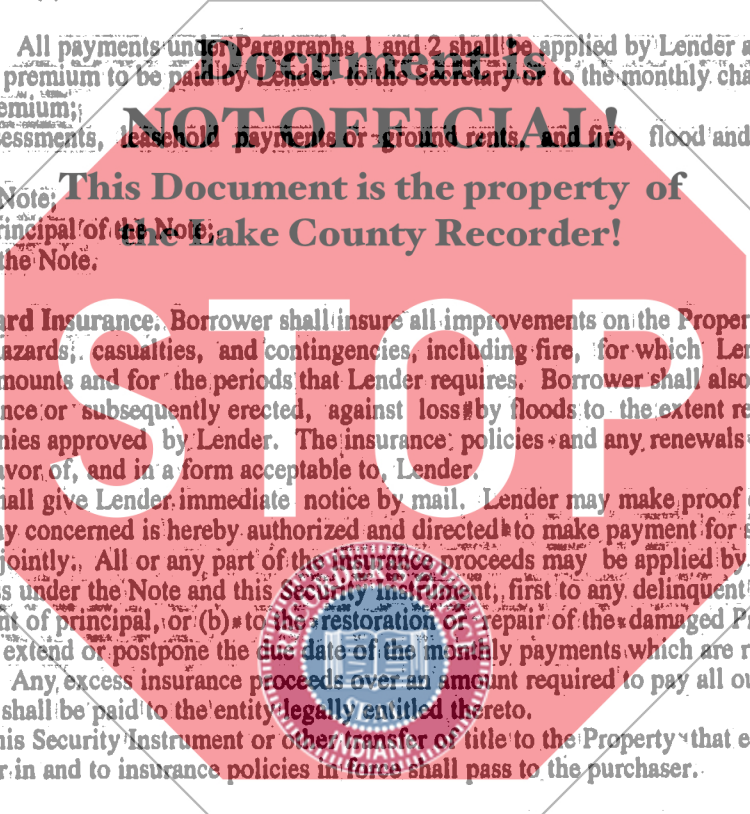 All payments under Paragraphs 1 and 2 shall be applied by Lender a
premium to be paid by Lender to the Secretary or to the monthly cha
emium;
essments, leasehold payments or ground rents, and fire, flood and
Note;
rincipal of the Note;
the Note.
ard Insurance. Borrower shall insure all improvements on the Proper
azards, casualties, and contingencies, including fire, for which Len
mounts and for the periods that Lender requires. Borrower shall also
nce or subsequently erected, against loss by floods to the extent re
nies approved by Lender. The insurance policies and any renewals
avor of, and in a form acceptable to, Lender.
hall give Lender immediate notice by mail. Lender may make proof
ny concerned is hereby authorized and directed to make payment for
jointly. All or any part of the insurance proceeds may be applied by
ss under the Note and this Security Instrument, first to any delinquent
nt of principal, or (b) to the restoration or repair of the damaged Pr
extend or postpone the due date of the monthly payments which are r
Any excess insurance proceeds over an amount required to pay all ou
shall be paid to the entity legally entitled thereto.
his Security Instrument or other transfer of title to the Property that e
r in and to insurance policies in force shall pass to the purchaser.
Document is
NOT OFFICIAL!
This Document is the property of
the Lake County Recorder!
STOP